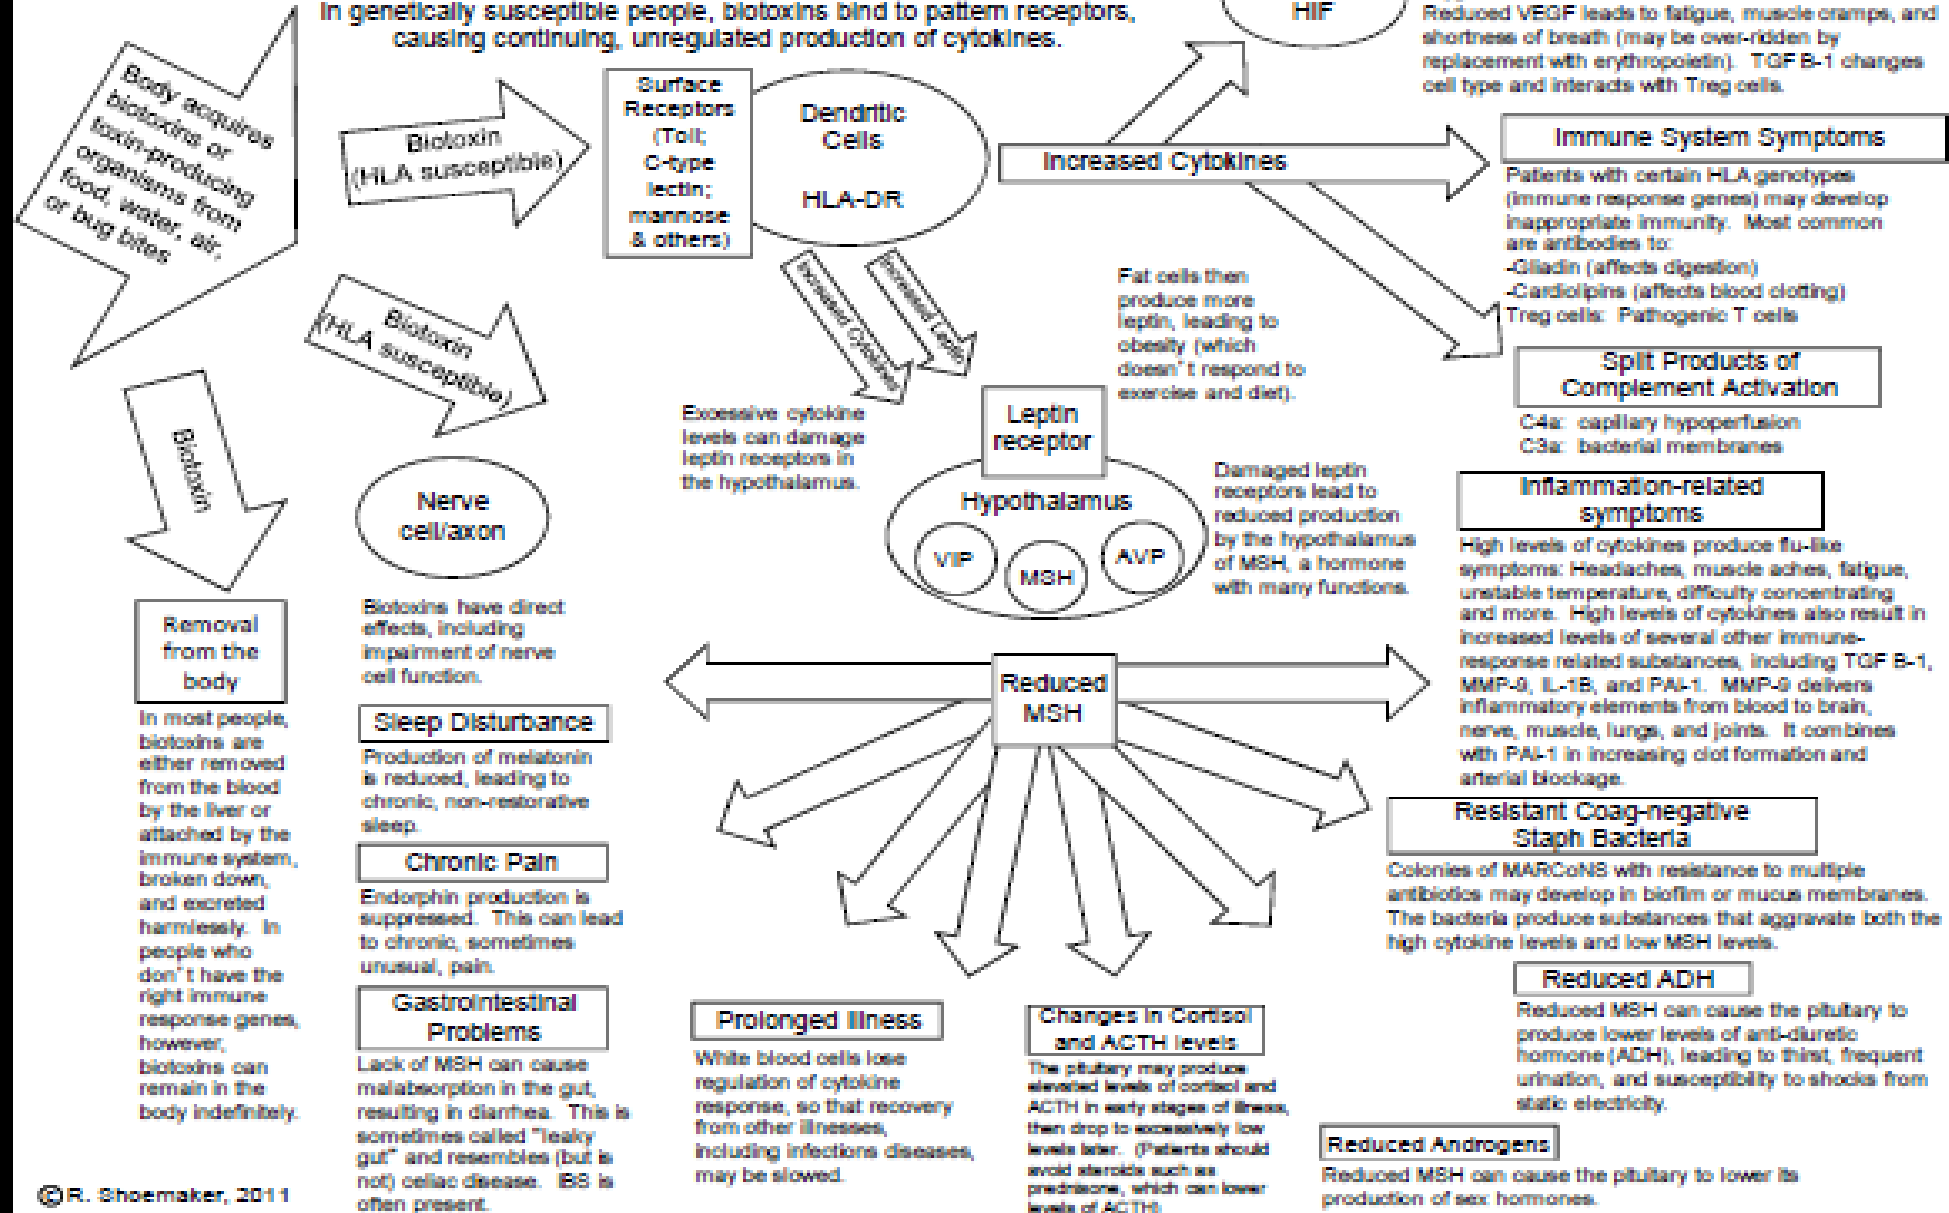 In genetically susceptible people, biotoxins bind to pattern receptors,
causing continuing, unregulated production of cytokines.
HIF
Reduced VEGF leads to fatigue, muscle cramps, and
shortness of breath (may be over-ridden by
replacement with erythropoietin). TGF B-1 changes
cell type and interacts with Treg cells.
Body acquires
biotoxins or
toxin-producing
organisms from
food, water, air,
or bug bites
Biotoxin
(HLA susceptible)
Surface
Receptors
(Toll;
C-type
lectin;
mannose
& others)
Dendritic
Cells
HLA-DR
Increased Cytokines
Immune System Symptoms
Patients with certain HLA genotypes
(immune response genes) may develop
inappropriate immunity. Most common
are antibodies to:
-Gliadin (affects digestion)
-Cardiolipins (affects blood clotting)
Treg cells: Pathogenic T cells
Biotoxin
(HLA susceptible)
Increased Cytokines
Increased Leptin
Fat cells then
produce more
leptin, leading to
obesity (which
doesn't respond to
exercise and diet).
Split Products of
Complement Activation
C4a: capillary hypoperfusion
C3a: bacterial membranes
Biotoxin
Excessive cytokine
levels can damage
leptin receptors in
the hypothalamus.
Leptin
receptor
Hypothalamus
VIP
MSH
AVP
Damaged leptin
receptors lead to
reduced production
by the hypothalamus
of MSH, a hormone
with many functions.
Nerve
cell/axon
Biotoxins have direct
effects, including
impairment of nerve
cell function.
Inflammation-related
symptoms
High levels of cytokines produce flu-like
symptoms: Headaches, muscle aches, fatigue,
unstable temperature, difficulty concentrating
and more. High levels of cytokines also result in
increased levels of several other immune-
response related substances, including TGF B-1,
MMP-9, IL-1B, and PAI-1. MMP-9 delivers
inflammatory elements from blood to brain,
nerve, muscle, lungs, and joints. It combines
with PAI-1 in increasing clot formation and
arterial blockage.
Removal
from the
body
In most people,
biotoxins are
either removed
from the blood
by the liver or
attached by the
immune system,
broken down,
and excreted
harmlessly. In
people who
don't have the
right immune
response genes,
however,
biotoxins can
remain in the
body indefinitely.
Reduced
MSH
Sleep Disturbance
Production of melatonin
is reduced, leading to
chronic, non-restorative
sleep.
Chronic Pain
Endorphin production is
suppressed. This can lead
to chronic, sometimes
unusual, pain.
Gastrointestinal
Problems
Lack of MSH can cause
malabsorption in the gut,
resulting in diarrhea. This is
sometimes called "leaky
gut" and resembles (but is
not) celiac disease. IBS is
often present.
Prolonged Illness
White blood cells lose
regulation of cytokine
response, so that recovery
from other illnesses,
including infections diseases,
may be slowed.
Changes in Cortisol
and ACTH levels
The pituitary may produce
elevated levels of cortisol and
ACTH in early stages of illness,
then drop to excessively low
levels later. (Patients should
avoid steroids such as
prednisone, which can lower
levels of ACTH)
Resistant Coag-negative
Staph Bacteria
Colonies of MARCoNS with resistance to multiple
antibiotics may develop in biofilm or mucus membranes.
The bacteria produce substances that aggravate both the
high cytokine levels and low MSH levels.
Reduced ADH
Reduced MSH can cause the pituitary to
produce lower levels of anti-diuretic
hormone (ADH), leading to thirst, frequent
urination, and susceptibility to shocks from
static electricity.
Reduced Androgens
Reduced MSH can cause the pituitary to lower its
production of sex hormones.
©R. Shoemaker, 2011